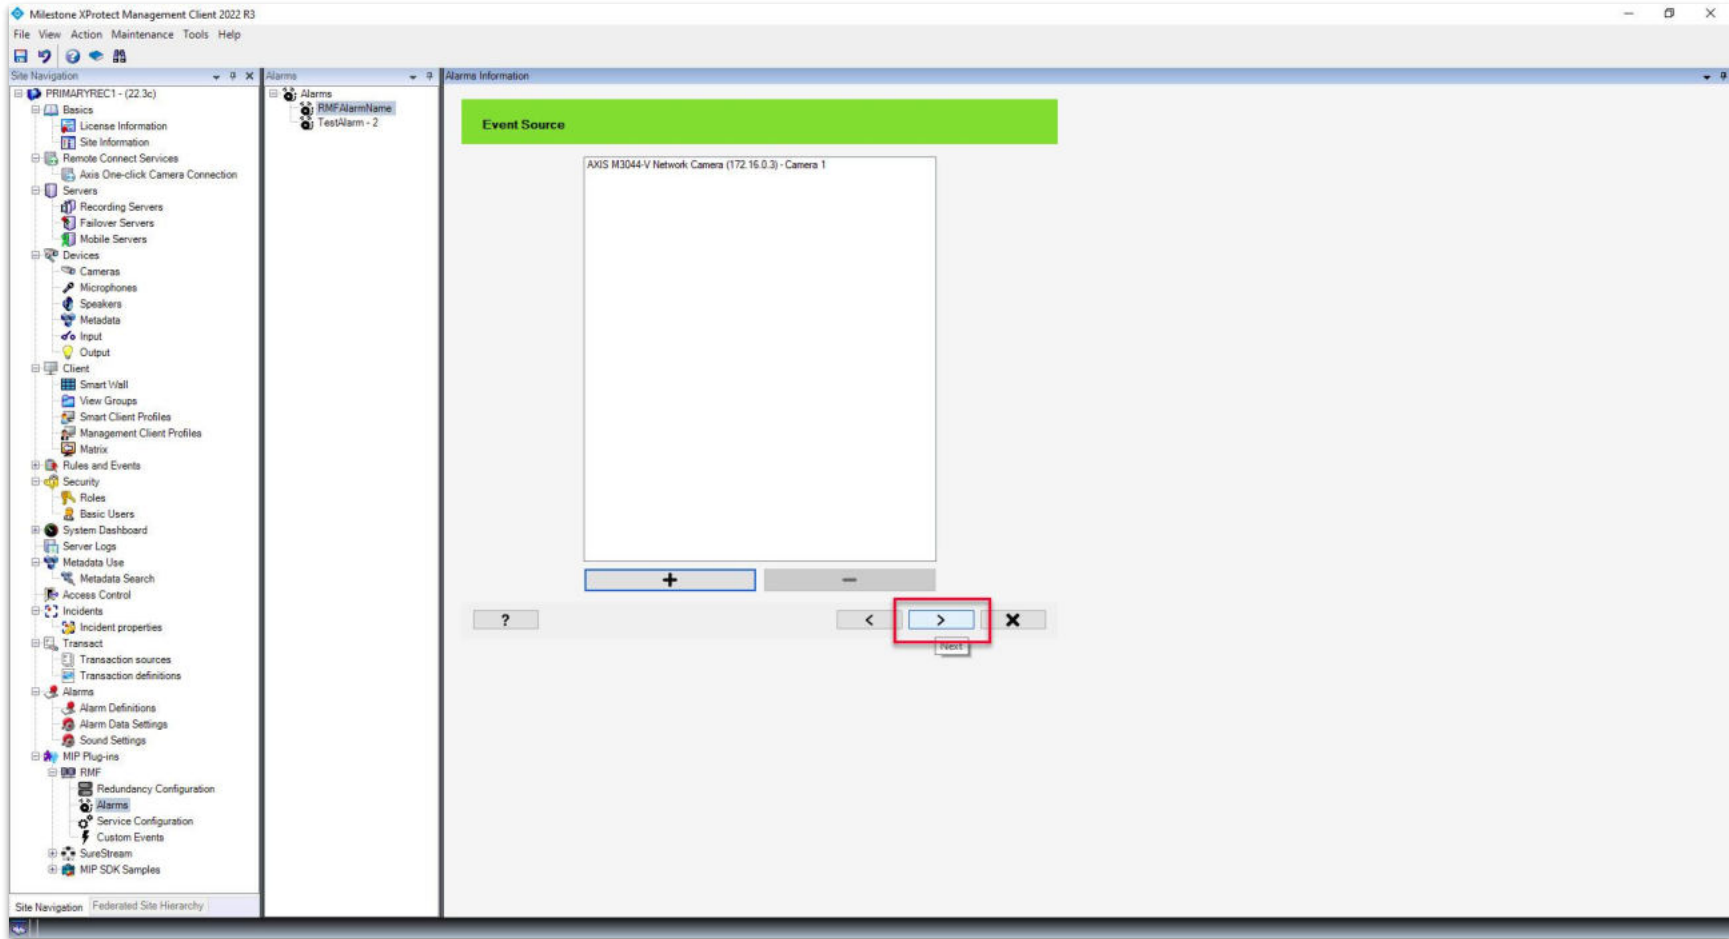 Milestone XProtect Management Client 2022 R3
File View Action Maintenance Tools Help
Site Navigation
PRIMARYREC1 - (22.3c)
Basics
License Information
Site Information
Remote Connect Services
Axis One-click Camera Connection
Servers
Recording Servers
Failover Servers
Mobile Servers
Devices
Cameras
Microphones
Speakers
Metadata
Input
Output
Client
Smart Wall
View Groups
Smart Client Profiles
Management Client Profiles
Matrix
Rules and Events
Security
Roles
Basic Users
System Dashboard
Server Logs
Metadata Use
Metadata Search
Access Control
Incidents
Incident properties
Transact
Transaction sources
Transaction definitions
Alarms
Alarm Definitions
Alarm Data Settings
Sound Settings
MIP Plug-ins
RMF
Redundancy Configuration
Alarms
Service Configuration
Custom Events
SureStream
MIP SDK Samples
Site Navigation Federated Site Hierarchy
Alarms
Alarms
RMFAlarmName
TestAlarm - 2
Alarms Information
Event Source
AXIS M3044-V Network Camera (172.16.0.3) - Camera 1
+ −
? < > ✖
Next